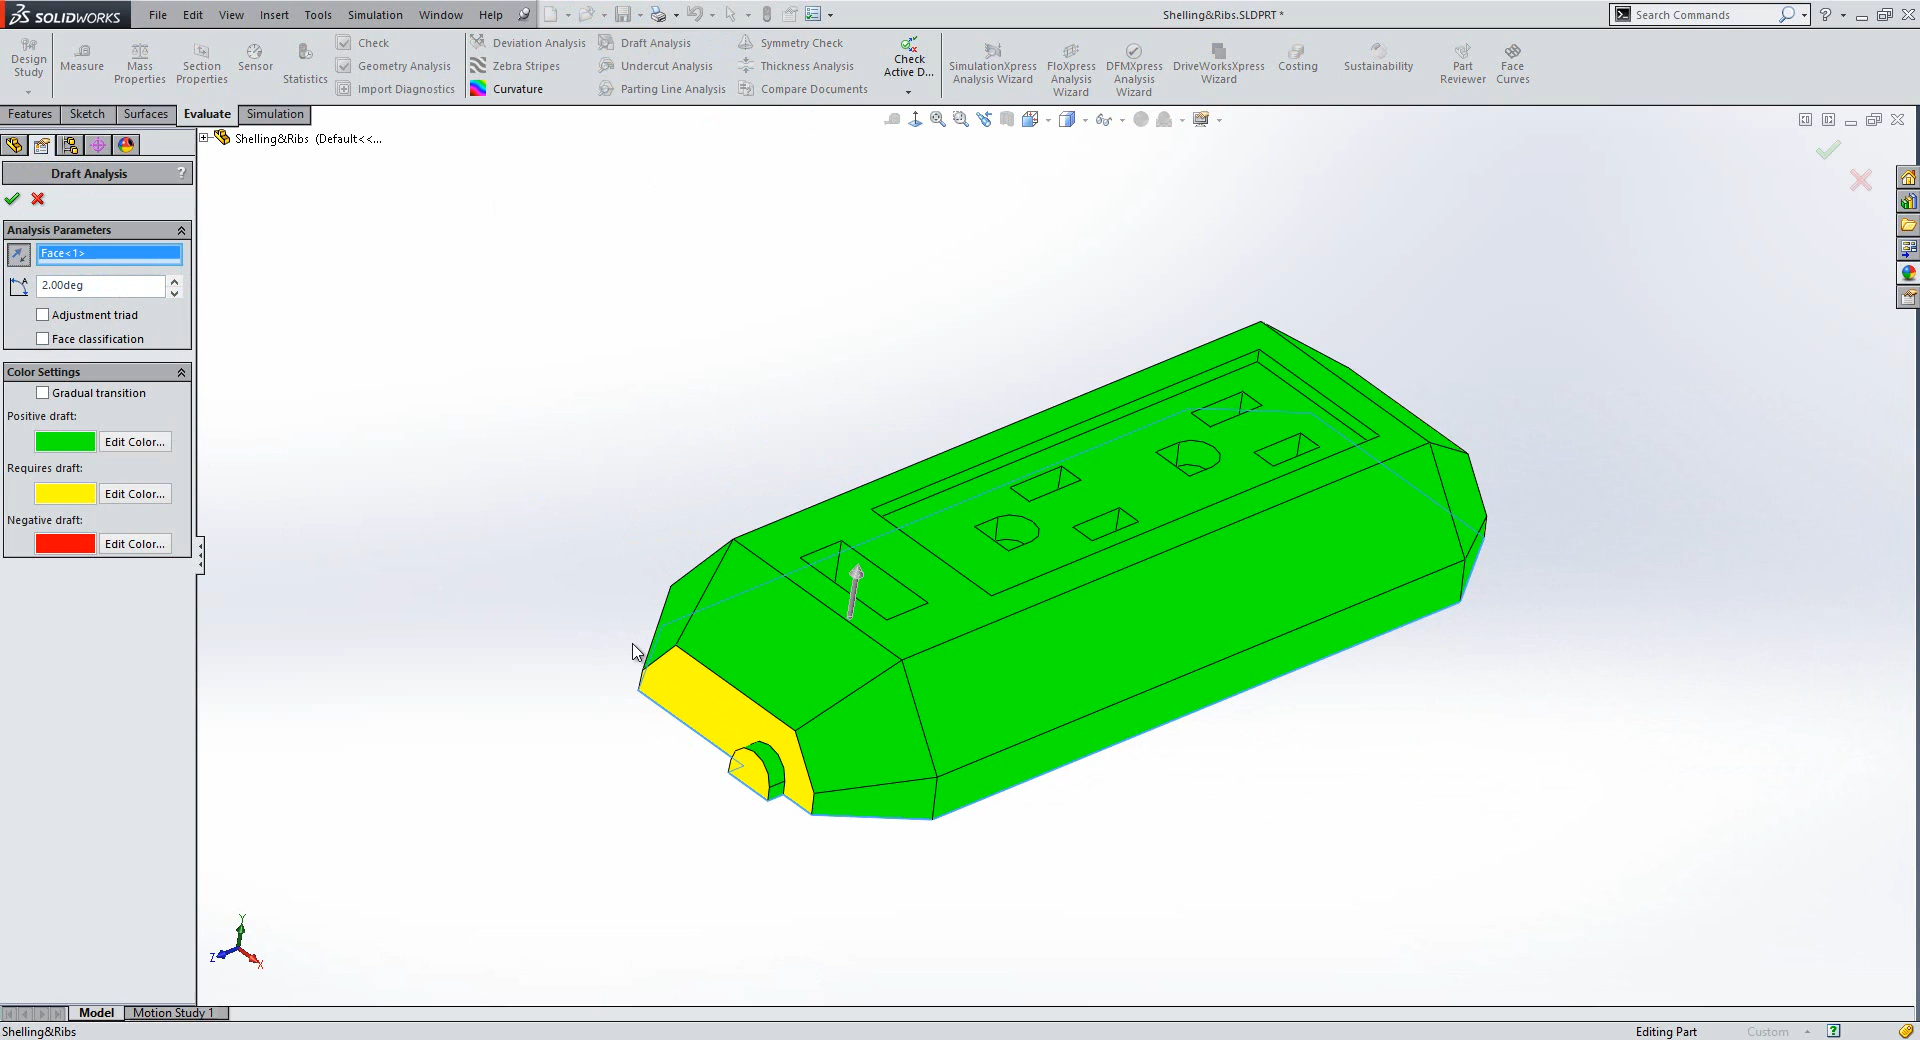 SOLIDWORKS
File Edit View Insert Tools Simulation Window Help
Shelling&Ribs.SLDPRT *
Search Commands
Design Study
Measure
Mass Properties
Section Properties
Sensor
Statistics
Check
Geometry Analysis
Import Diagnostics
Deviation Analysis
Zebra Stripes
Curvature
Draft Analysis
Undercut Analysis
Parting Line Analysis
Symmetry Check
Thickness Analysis
Compare Documents
Check Active D...
SimulationXpress Analysis Wizard
FloXpress Analysis Wizard
DFMXpress Analysis Wizard
DriveWorksXpress Wizard
Costing
Sustainability
Part Reviewer
Face Curves
Features Sketch Surfaces Evaluate Simulation
Shelling&Ribs (Default<<...
Draft Analysis ?
Analysis Parameters
Face<1>
2.00deg
Adjustment triad
Face classification
Color Settings
Gradual transition
Positive draft:
Edit Color...
Requires draft:
Edit Color...
Negative draft:
Edit Color...
Y
Z
X
Model Motion Study 1
Shelling&Ribs
Editing Part
Custom
?